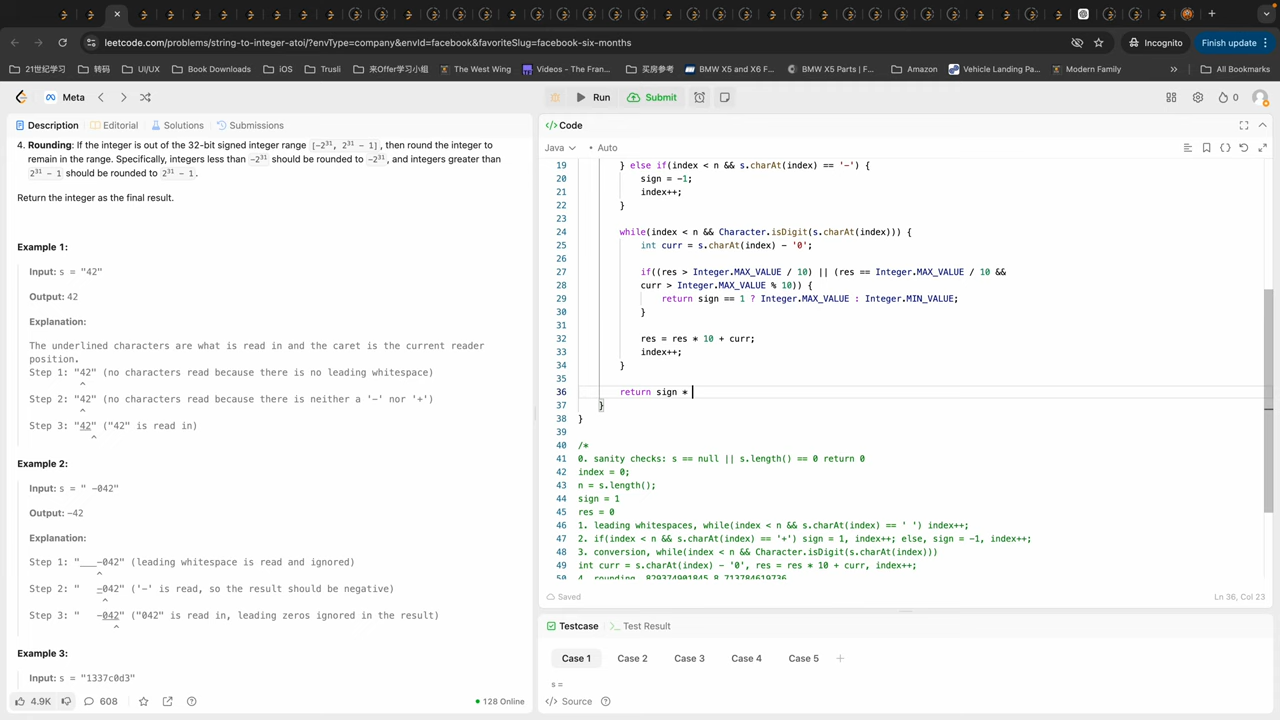 leetcode.com/problems/string-to-integer-atoi/?envType=company&envId=facebook&favoriteSlug=facebook-six-months
Incognito
Finish update
21世纪学习
转码
UI/UX
Book Downloads
iOS
Trusli
来Offer学习小组
The West Wing
Videos - The Fran...
买房参考
BMW X5 and X6 F...
BMW X5 Parts | F...
Amazon
Vehicle Landing Pa...
Modern Family
»
All Bookmarks
Meta
Run
Submit
0
Description
Editorial
Solutions
Submissions
4. Rounding: If the integer is out of the 32-bit signed integer range [-2^31, 2^31 - 1], then round the integer to
remain in the range. Specifically, integers less than -2^31 should be rounded to -2^31, and integers greater than
2^31 - 1 should be rounded to 2^31 - 1.
Return the integer as the final result.
Example 1:
Input: s = "42"
Output: 42
Explanation:
The underlined characters are what is read in and the caret is the current reader
position.
Step 1: "42" (no characters read because there is no leading whitespace)
^
Step 2: "42" (no characters read because there is neither a '-' nor '+')
^
Step 3: "42" ("42" is read in)
^
Example 2:
Input: s = " -042"
Output: -42
Explanation:
Step 1: "___-042" (leading whitespace is read and ignored)
^
Step 2: "   -042" ('-' is read, so the result should be negative)
^
Step 3: "   -042" ("042" is read in, leading zeros ignored in the result)
^
Example 3:
Input: s = "1337c0d3"
4.9K
608
128 Online
</> Code
Java
Auto
19 } else if(index < n && s.charAt(index) == '-') {
20 sign = -1;
21 index++;
22 }
23
24 while(index < n && Character.isDigit(s.charAt(index))) {
25 int curr = s.charAt(index) - '0';
26
27 if((res > Integer.MAX_VALUE / 10) || (res == Integer.MAX_VALUE / 10 &&
28 curr > Integer.MAX_VALUE % 10)) {
29 return sign == 1 ? Integer.MAX_VALUE : Integer.MIN_VALUE;
30 }
31
32 res = res * 10 + curr;
33 index++;
34 }
35
36 return sign *
37 }
38 }
39
40 /*
41 0. sanity checks: s == null || s.length() == 0 return 0
42 index = 0;
43 n = s.length();
44 sign = 1
45 res = 0
46 1. leading whitespaces, while(index < n && s.charAt(index) == ' ') index++;
47 2. if(index < n && s.charAt(index) == '+') sign = 1, index++; else, sign = -1, index++;
48 3. conversion, while(index < n && Character.isDigit(s.charAt(index)))
49 int curr = s.charAt(index) - '0', res = res * 10 + curr, index++;
50 4. rounding, 829374901845.8.713784619736
Saved
Ln 36, Col 23
Testcase
Test Result
Case 1
Case 2
Case 3
Case 4
Case 5
+
s =
</> Source